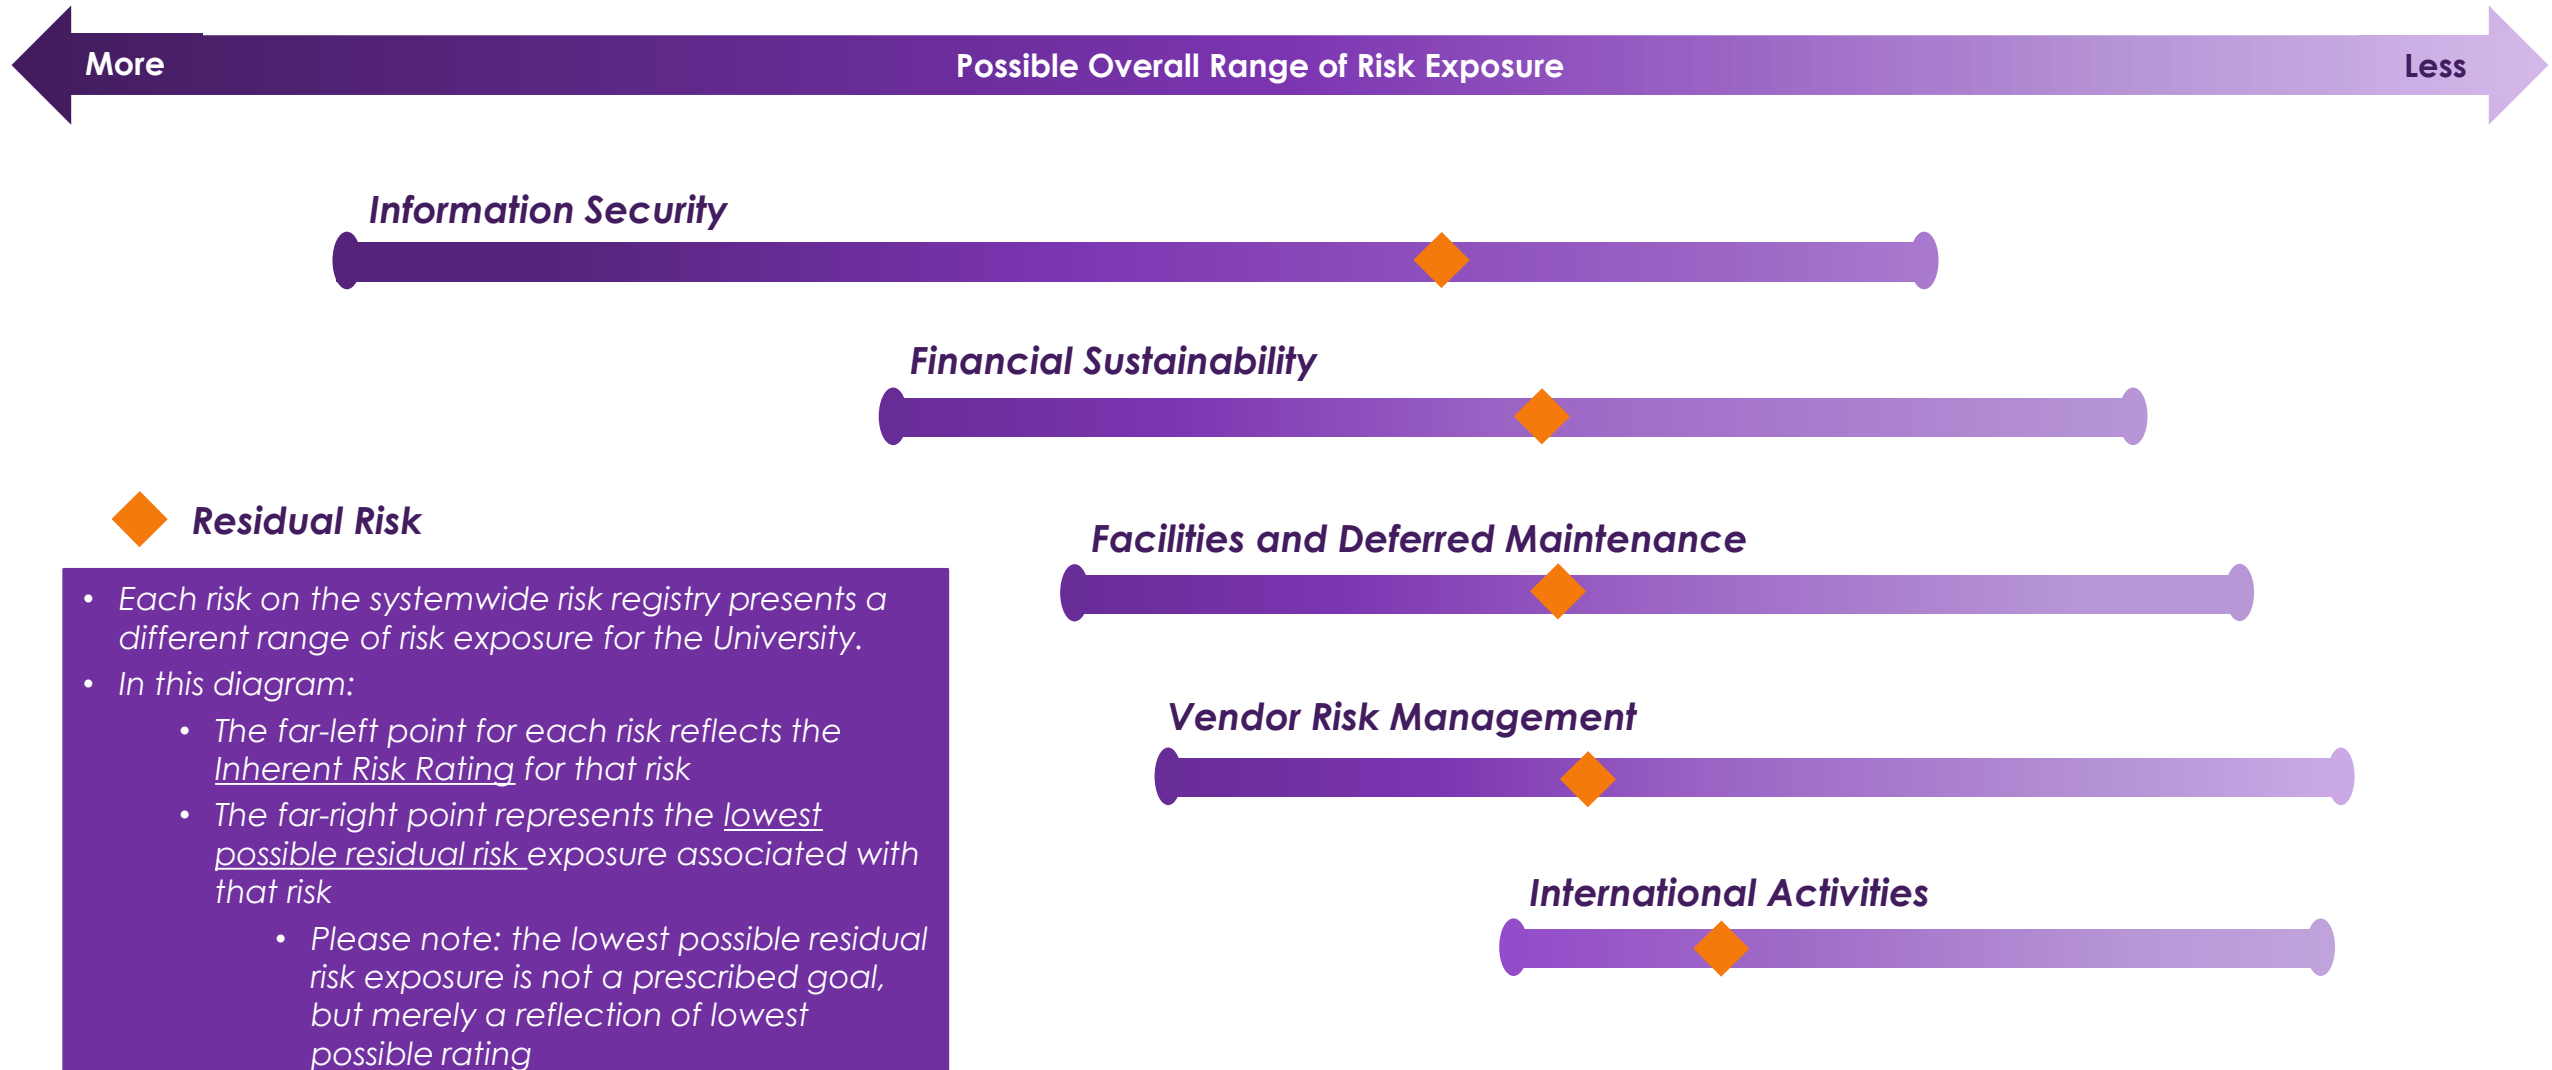 More
Possible Overall Range of Risk Exposure
Less
Information Security
Financial Sustainability
Residual Risk
• Each risk on the systemwide risk registry presents a
different range of risk exposure for the University.
• In this diagram:
• The far-left point for each risk reflects the
Inherent Risk Rating for that risk
• The far-right point represents the lowest
possible residual risk exposure associated with
that risk
• Please note: the lowest possible residual
risk exposure is not a prescribed goal,
but merely a reflection of lowest
possible rating
Facilities and Deferred Maintenance
Vendor Risk Management
International Activities